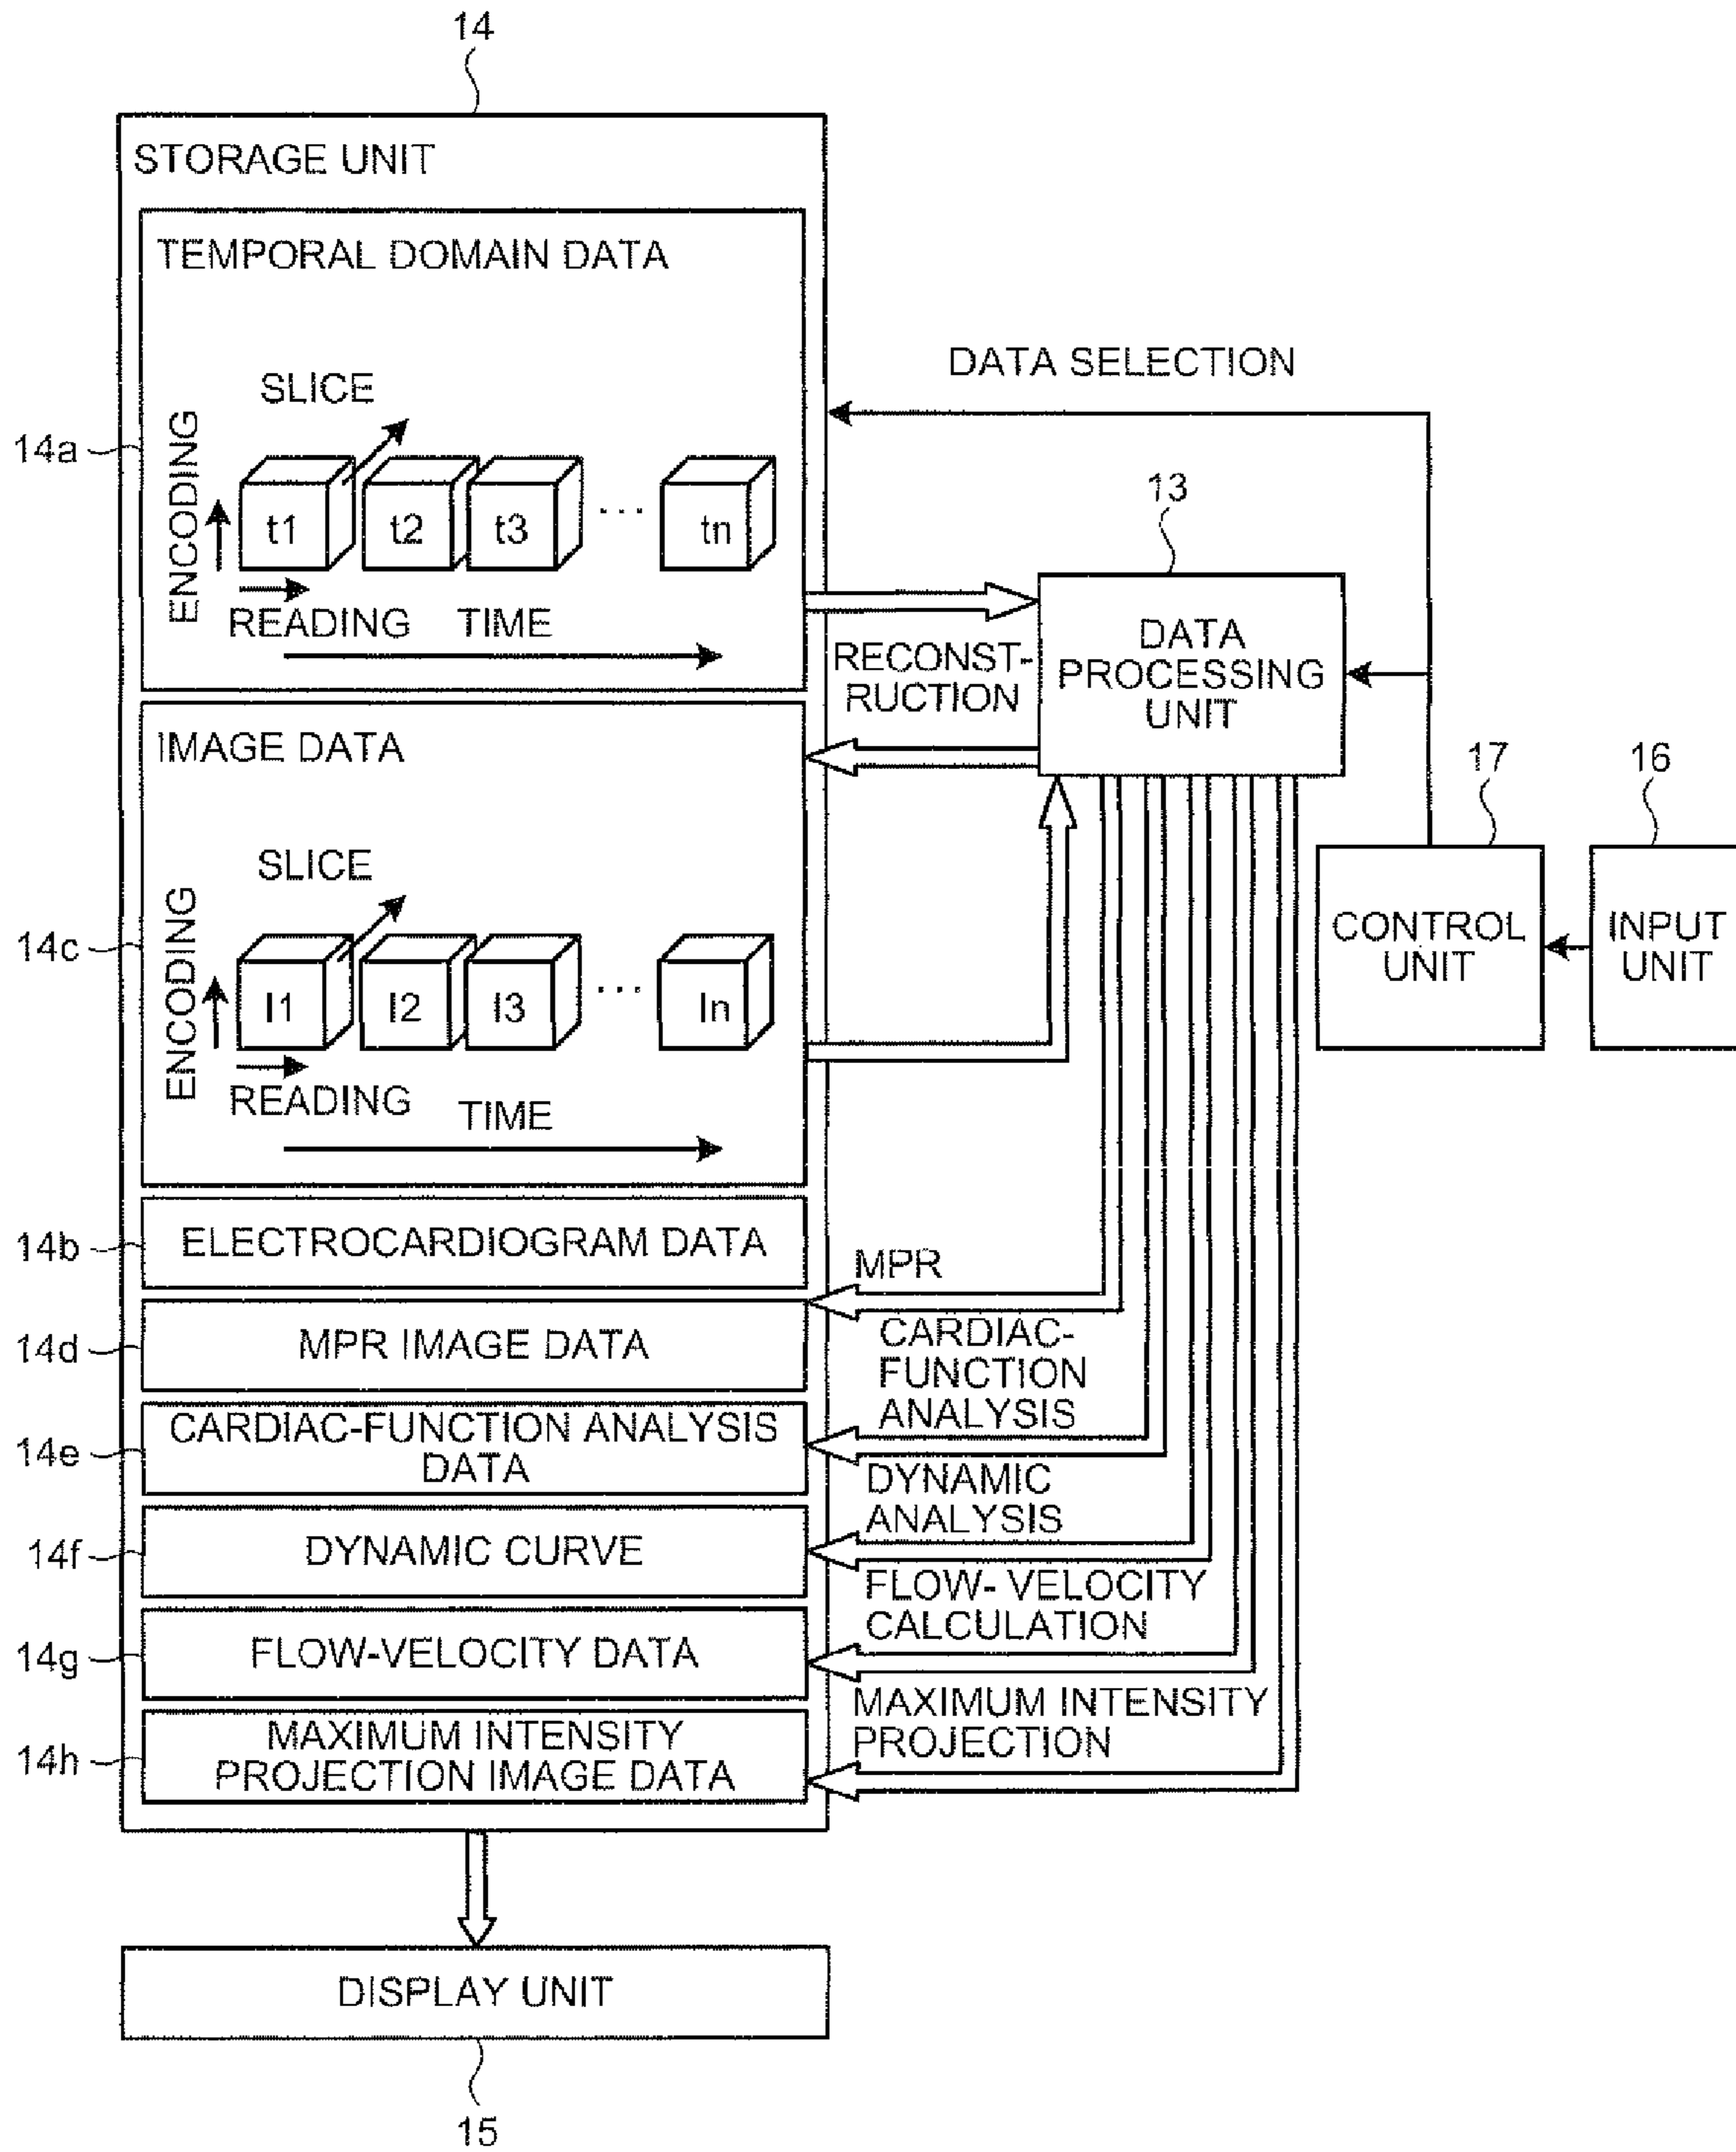 14
STORAGE UNIT
TEMPORAL DOMAIN DATA
DATA SELECTION
SLICE
14a
ENCODING
t1
t2
t3
...
tn
READING
TIME
13
DATA
PROCESSING
UNIT
RECONST-
RUCTION
IMAGE DATA
17
16
SLICE
14c
ENCODING
I1
I2
I3
...
In
READING
TIME
CONTROL
UNIT
INPUT
UNIT
14b
ELECTROCARDIOGRAM DATA
MPR
14d
MPR IMAGE DATA
CARDIAC-
FUNCTION
ANALYSIS
14e
CARDIAC-FUNCTION ANALYSIS
DATA
DYNAMIC
ANALYSIS
14f
DYNAMIC CURVE
FLOW- VELOCITY
CALCULATION
14g
FLOW-VELOCITY DATA
MAXIMUM INTENSITY
PROJECTION
14h
MAXIMUM INTENSITY
PROJECTION IMAGE DATA
DISPLAY UNIT
15